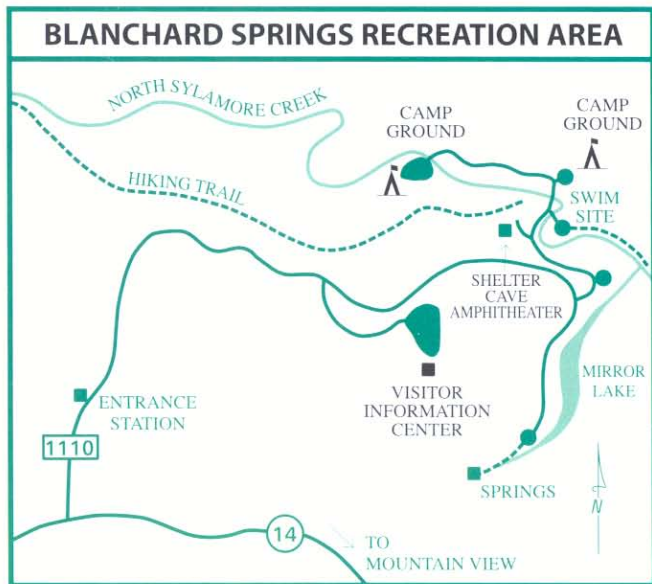 BLANCHARD SPRINGS RECREATION AREA
NORTH SYLAMORE CREEK
CAMP
GROUND
CAMP
GROUND
HIKING TRAIL
SWIM
SITE
SHELTER
CAVE
AMPHITHEATER
MIRROR
LAKE
ENTRANCE
STATION
VISITOR
INFORMATION
CENTER
1110
SPRINGS
N
14
TO
MOUNTAIN VIEW